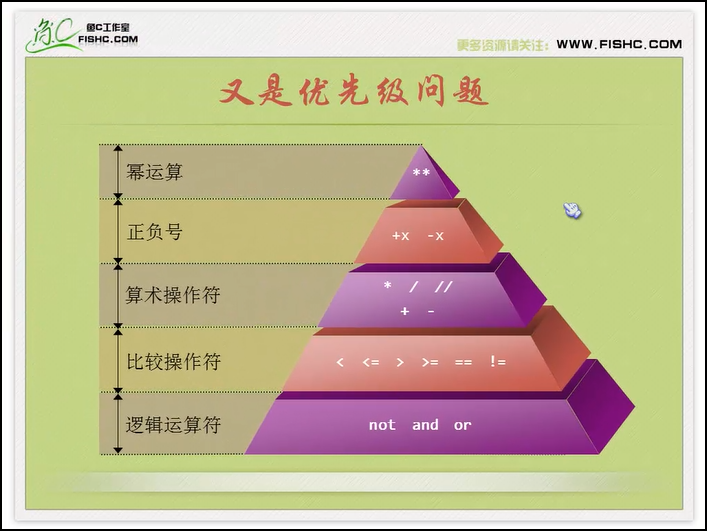 鱼C
鱼C工作室
FISHC.COM
更多资源请关注：WWW.FISHC.COM
又是优先级问题
幂运算
**
正负号
+x -x
算术操作符
* / //
+ -
比较操作符
< <= > >= == !=
逻辑运算符
not and or